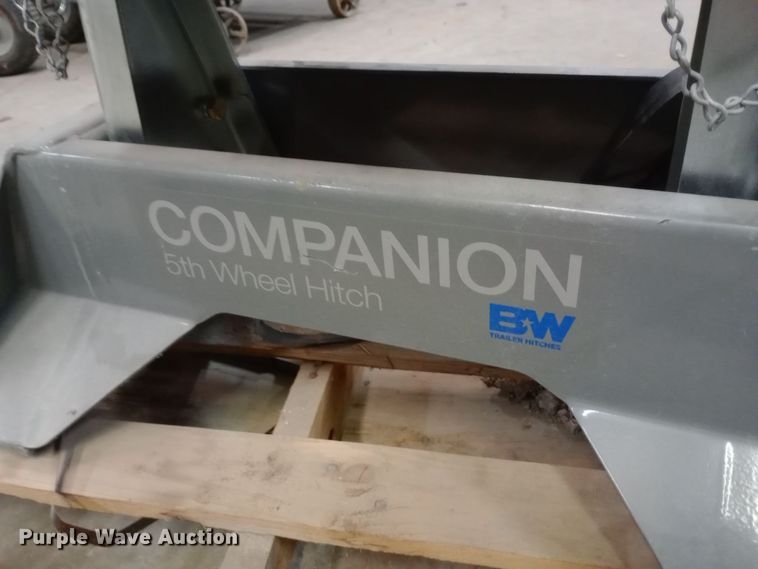 COMPANION
5th Wheel Hitch
B&W
TRAILER HITCHES
Purple Wave Auction